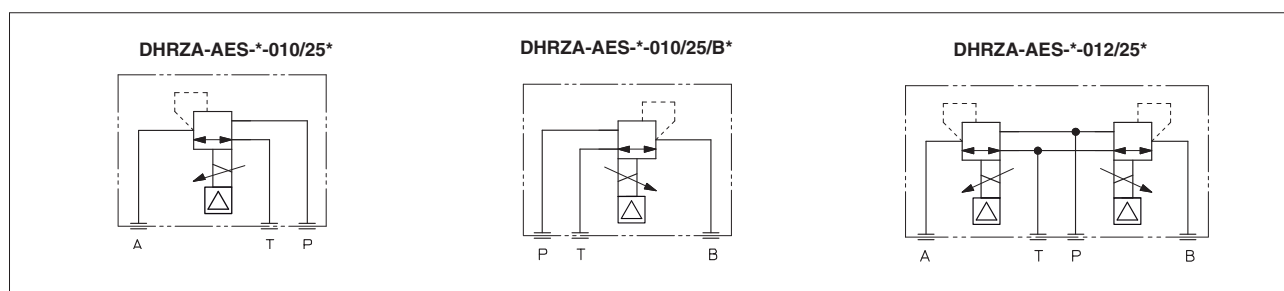 DHRZA-AES-*-010/25*
DHRZA-AES-*-010/25/B*
DHRZA-AES-*-012/25*
A T P
P T B
A T P B